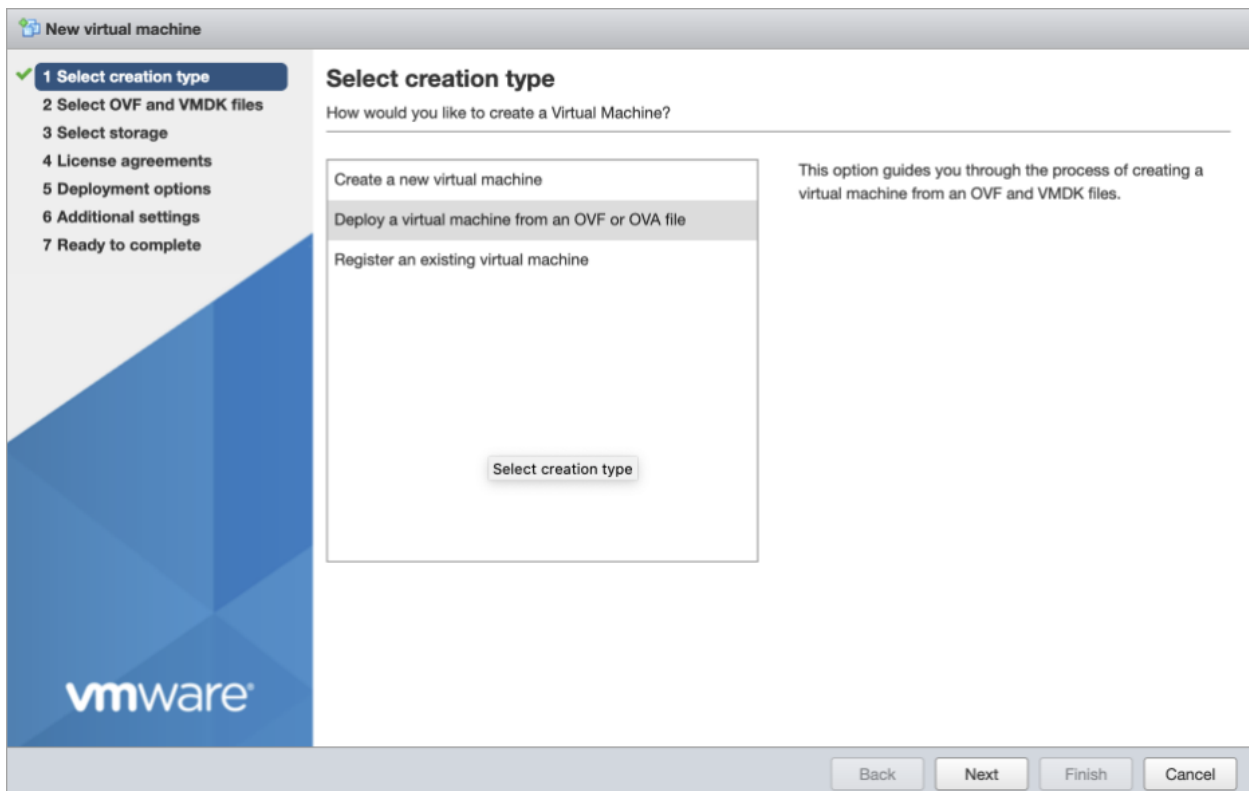 New virtual machine
1 Select creation type
2 Select OVF and VMDK files
3 Select storage
4 License agreements
5 Deployment options
6 Additional settings
7 Ready to complete
vmware®
Select creation type
How would you like to create a Virtual Machine?
Create a new virtual machine
Deploy a virtual machine from an OVF or OVA file
Register an existing virtual machine
Select creation type
This option guides you through the process of creating a
virtual machine from an OVF and VMDK files.
Back
Next
Finish
Cancel